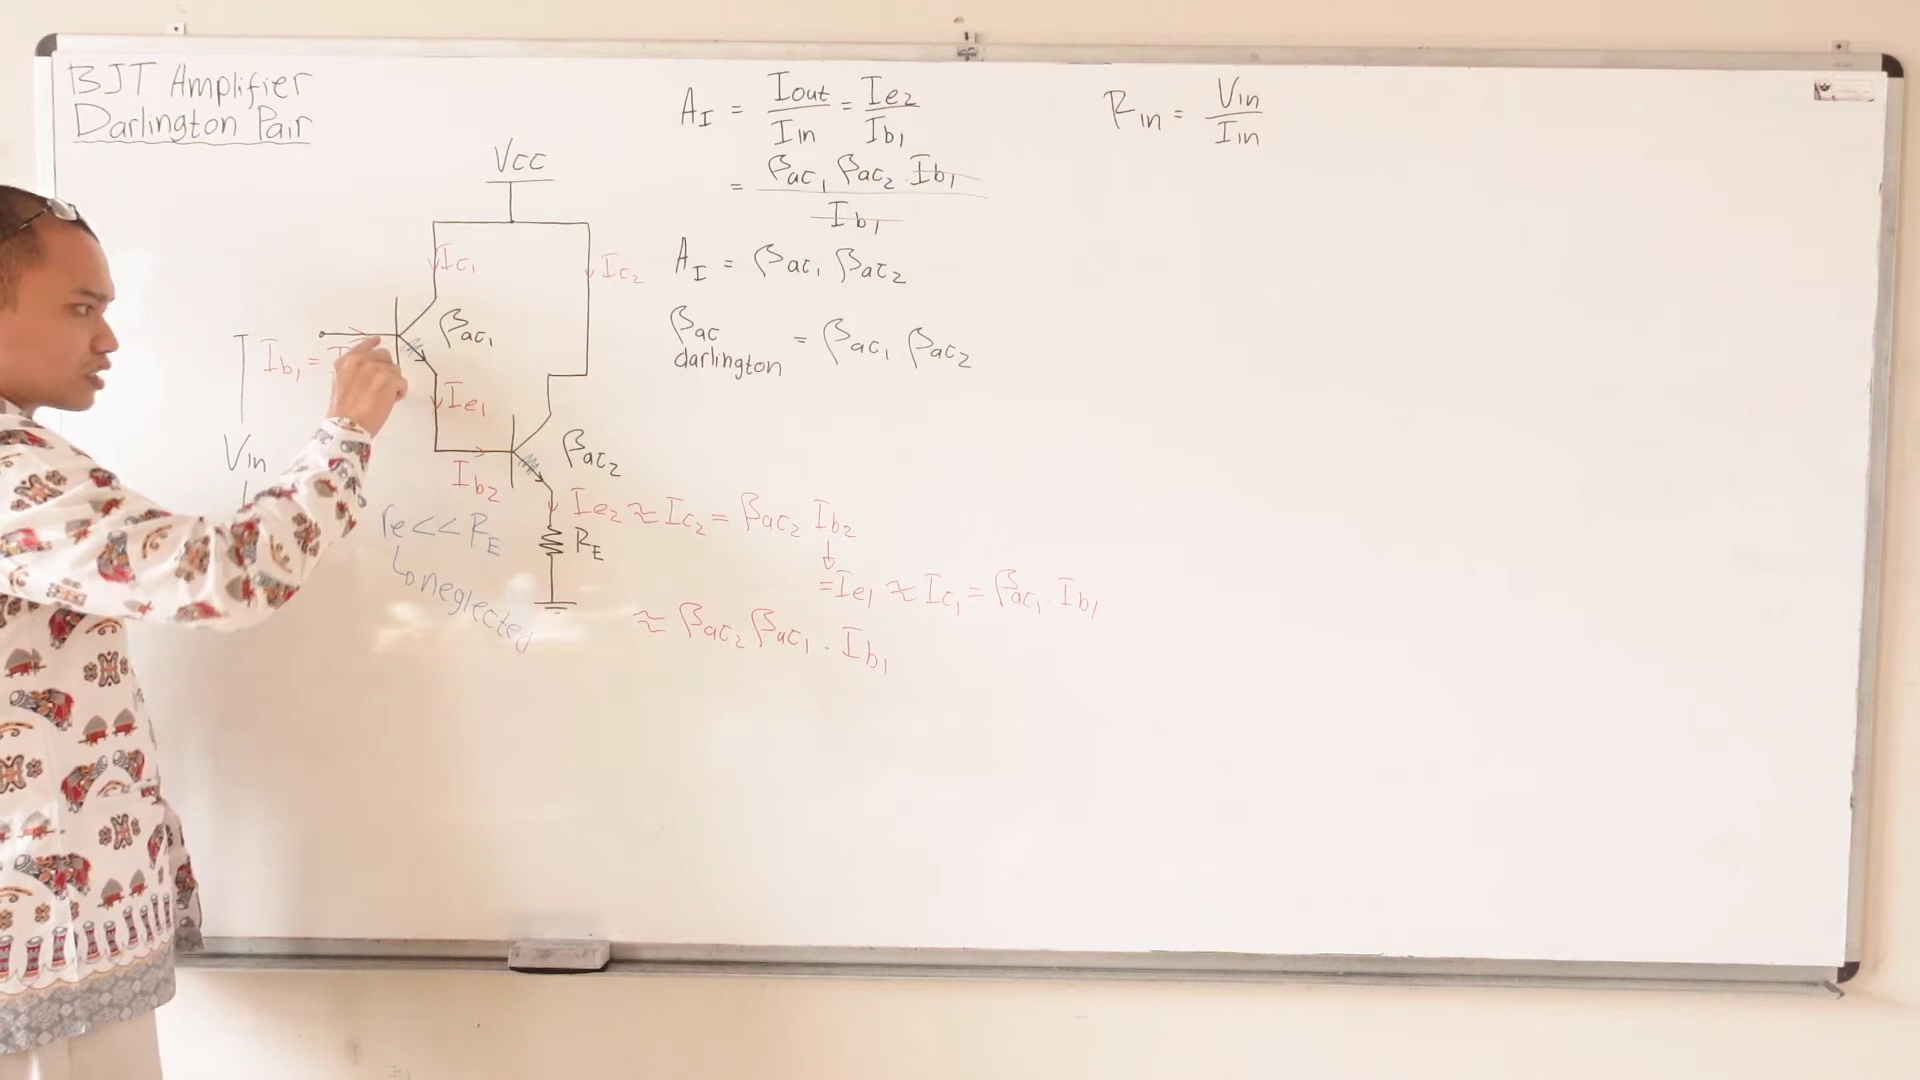 BJT Amplifier
Darlington Pair
VCC
Ic₁
Ic₂
βac₁
Ib₁ =
Ie₁
Vin
Ib₂
βac₂
re << RE
↳ neglected
RE
Ie₂ ≈ Ic₂ = βac₂ Ib₂
↓
= Ie₁ ≈ Ic₁ = βac₁ . Ib₁
≈ βac₂ βac₁ . Ib₁
AI = Iout / Iin = Ie₂ / Ib₁
= βac₁ βac₂ . Ib₁ / Ib₁
AI = βac₁ βac₂
βac darlington = βac₁ βac₂
Rin = Vin / Iin